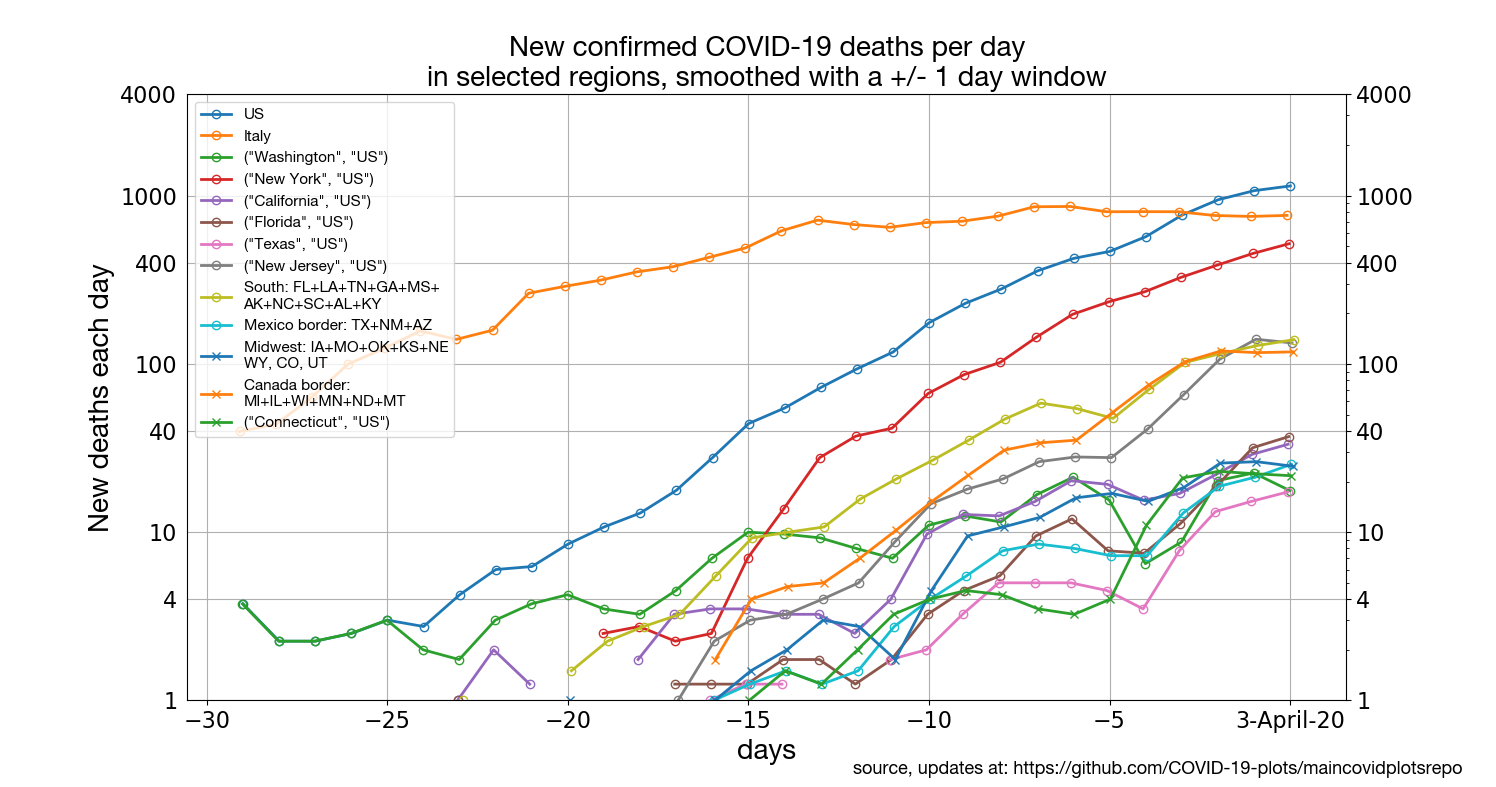 New confirmed COVID-19 deaths per day
in selected regions, smoothed with a +/- 1 day window
New deaths each day
4000
1000
400
100
40
10
4
1
US
Italy
("Washington", "US")
("New York", "US")
("California", "US")
("Florida", "US")
("Texas", "US")
("New Jersey", "US")
South: FL+LA+TN+GA+MS+
AK+NC+SC+AL+KY
Mexico border: TX+NM+AZ
Midwest: IA+MO+OK+KS+NE
WY, CO, UT
Canada border:
MI+IL+WI+MN+ND+MT
("Connecticut", "US")
4000
1000
400
100
40
10
4
1
−30 −25 −20 −15 −10 −5 3-April-20
days
source, updates at: https://github.com/COVID-19-plots/maincovidplotsrepo